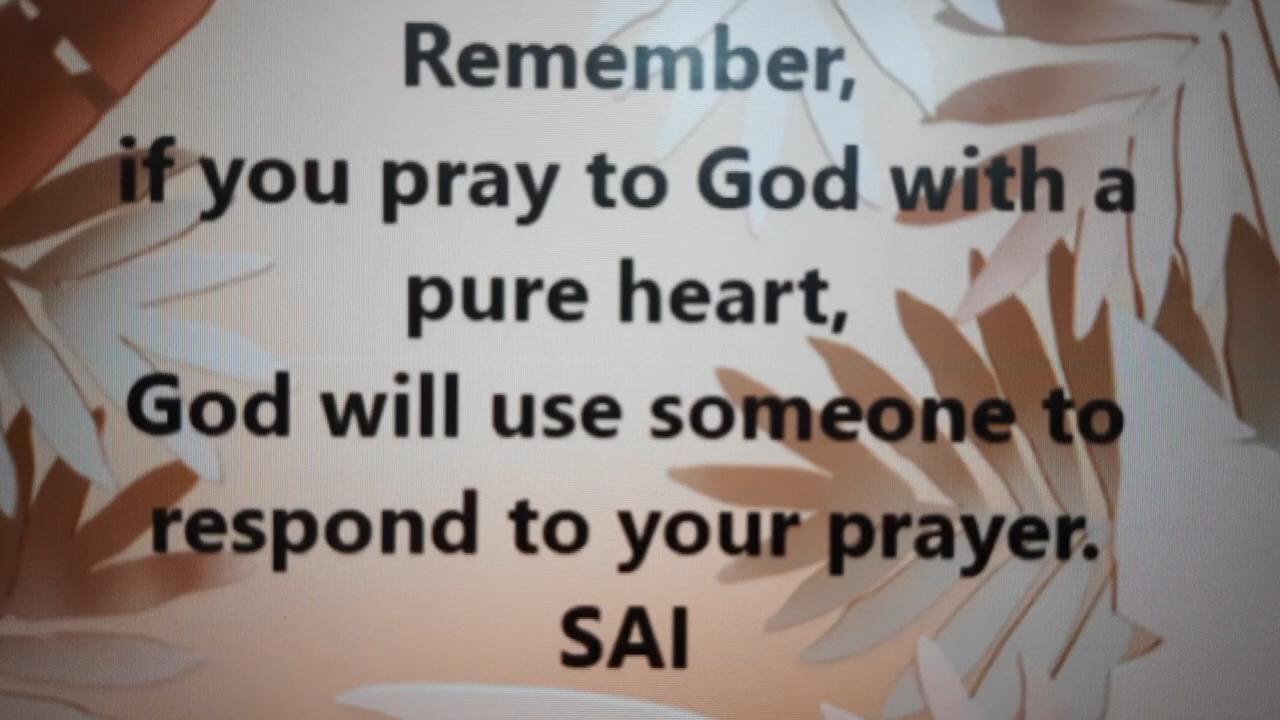 Remember,
if you pray to God with a
pure heart,
God will use someone to
respond to your prayer.
SAI